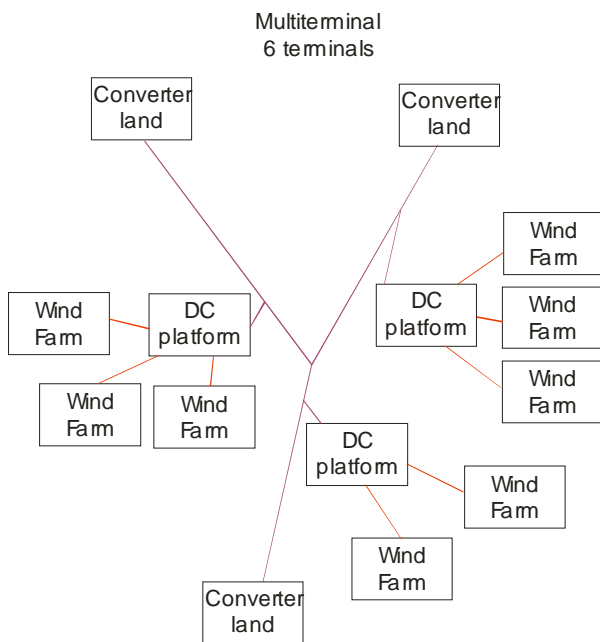 Multiterminal
6 terminals
Converter
land
Converter
land
Wind
Farm
Wind
Farm
DC
platform
DC
platform
Wind
Farm
Wind
Farm
Wind
Farm
Wind
Farm
DC
platform
Wind
Farm
Wind
Farm
Converter
land